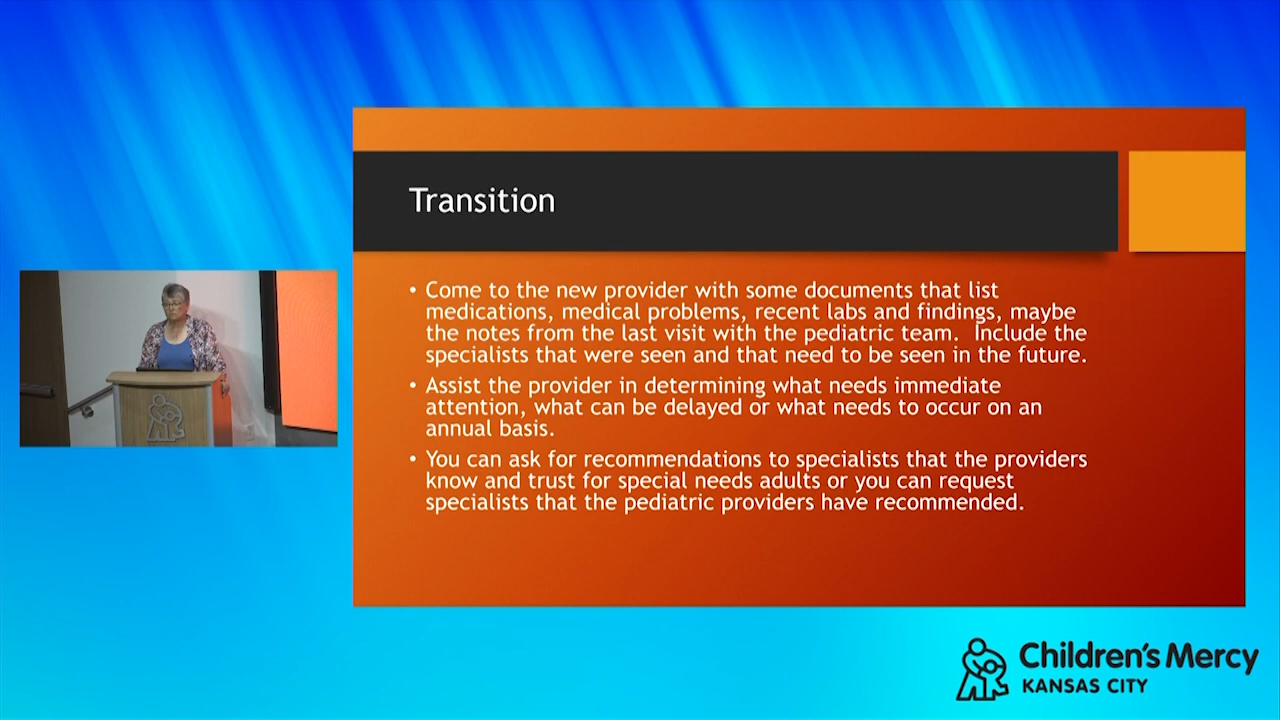 Transition
• Come to the new provider with some documents that list
medications, medical problems, recent labs and findings, maybe
the notes from the last visit with the pediatric team.  Include the
specialists that were seen and that need to be seen in the future.
• Assist the provider in determining what needs immediate
attention, what can be delayed or what needs to occur on an
annual basis.
• You can ask for recommendations to specialists that the providers
know and trust for special needs adults or you can request
specialists that the pediatric providers have recommended.
Children's Mercy
KANSAS CITY